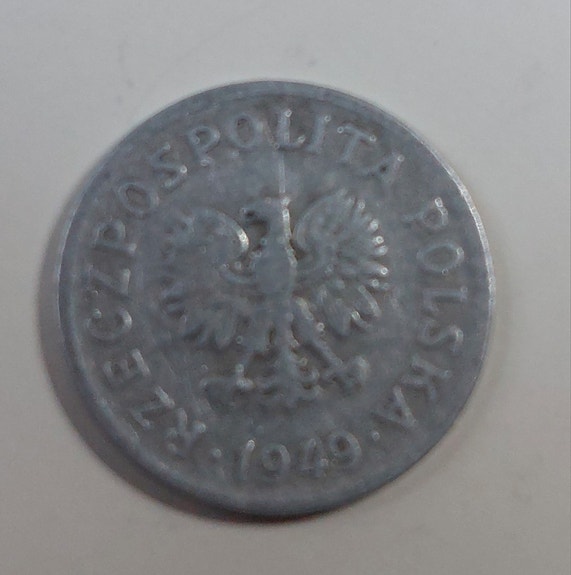 RZECZPOSPOLITA POLSKA
· 1949 ·